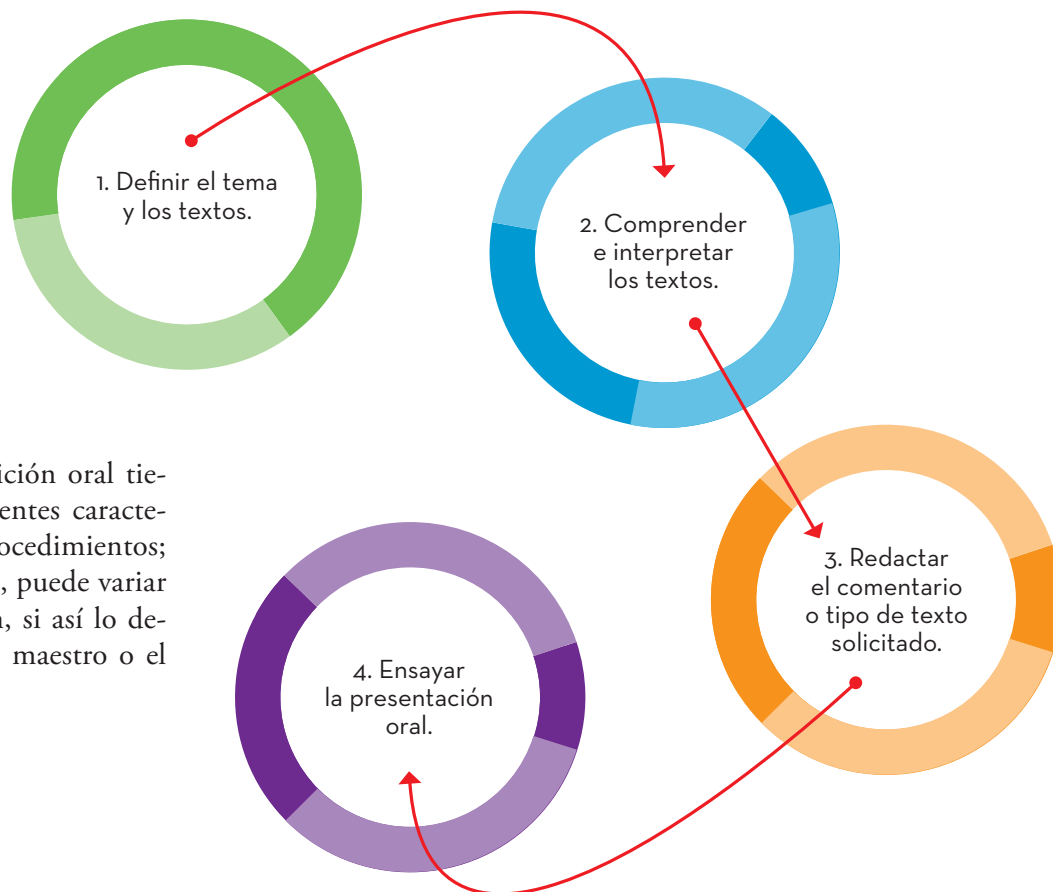 1. Definir el tema
y los textos.
2. Comprender
e interpretar
los textos.
3. Redactar
el comentario
o tipo de texto
solicitado.
4. Ensayar
la presentación
oral.
ición oral tie-
entes caracte-
ocedimientos;
, puede variar
n, si así lo de-
maestro o el